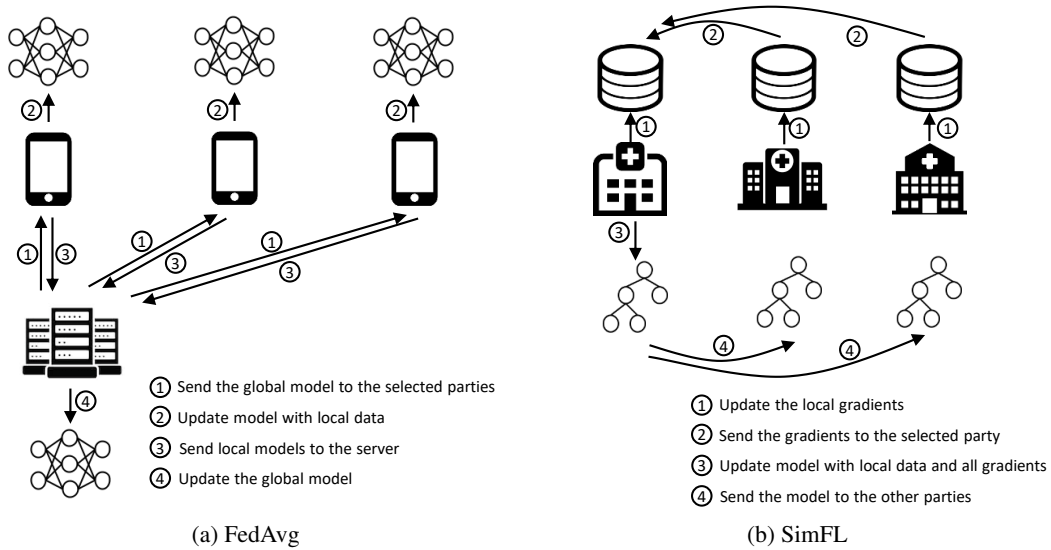 ② ② ②
① ③ ① ③ ① ③
④
① Send the global model to the selected parties
② Update model with local data
③ Send local models to the server
④ Update the global model
(a) FedAvg
② ②
① ① ①
③
④ ④
① Update the local gradients
② Send the gradients to the selected party
③ Update model with local data and all gradients
④ Send the model to the other parties
(b) SimFL